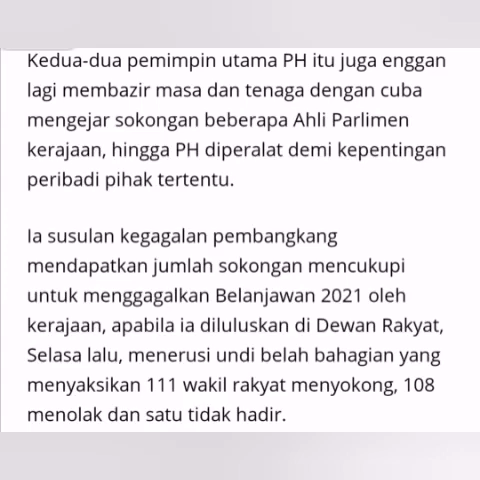 Kedua-dua pemimpin utama PH itu juga enggan
lagi membazir masa dan tenaga dengan cuba
mengejar sokongan beberapa Ahli Parlimen
kerajaan, hingga PH diperalat demi kepentingan
peribadi pihak tertentu.
Ia susulan kegagalan pembangkang
mendapatkan jumlah sokongan mencukupi
untuk menggagalkan Belanjawan 2021 oleh
kerajaan, apabila ia diluluskan di Dewan Rakyat,
Selasa lalu, menerusi undi belah bahagian yang
menyaksikan 111 wakil rakyat menyokong, 108
menolak dan satu tidak hadir.